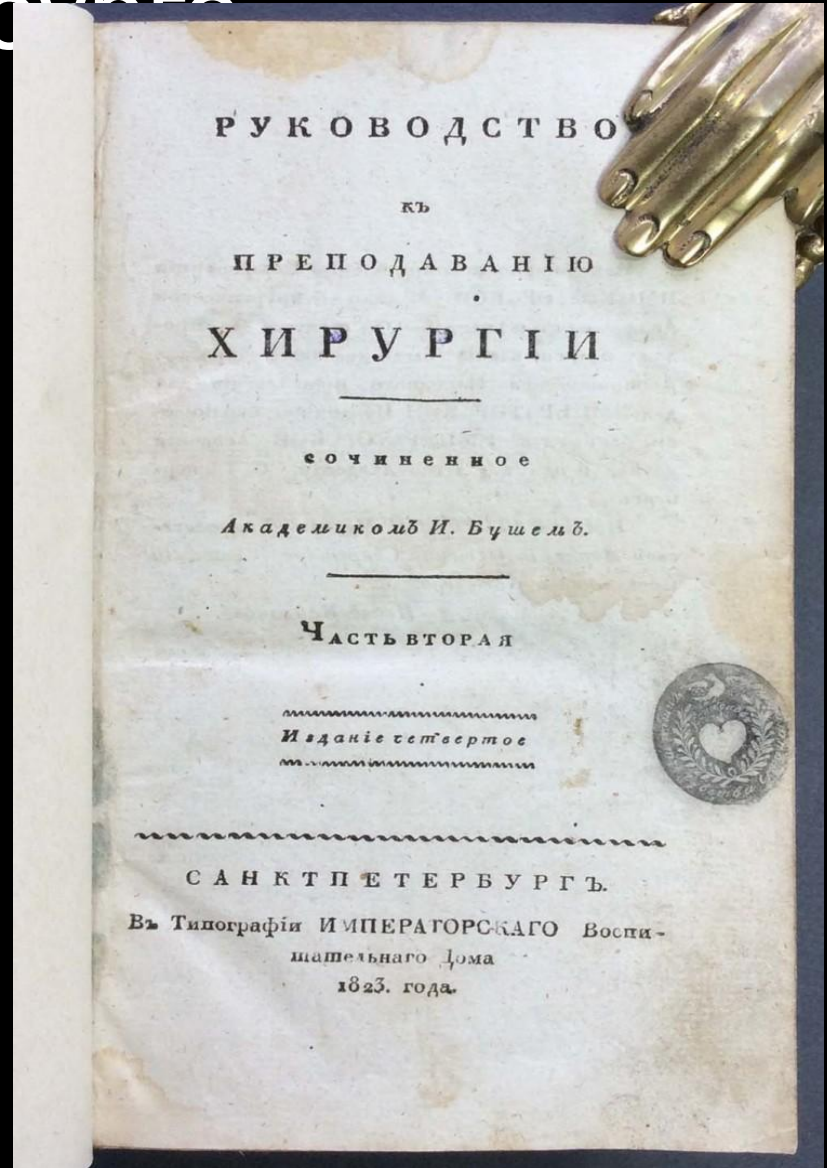 РУКОВОДСТВО
КЪ
ПРЕПОДАВАНІЮ
ХИРУРГІИ
сочиненное
Академикомъ И. Бушемъ.
Часть вторая
Изданіе четвертое
САНКТПЕТЕРБУРГЪ.
Въ Типографіи ИМПЕРАТОРСКАГО Воспи-
тательнаго Дома
1823. года.